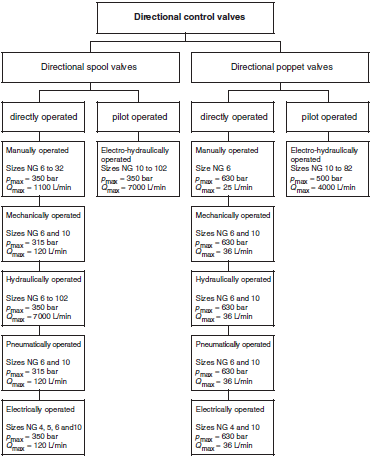 Directional control valves
Directional spool valves
Directional poppet valves
directly operated
pilot operated
directly operated
pilot operated
Manually operated
Sizes NG 6 to 32
pmax = 350 bar
Qmax = 1100 L/min
Electro-hydraulically
operated
Sizes NG 10 to 102
pmax = 350 bar
Qmax = 7000 L/min
Manually operated
Size NG 6
pmax = 630 bar
Qmax = 25 L/min
Electro-hydraulically
operated
Sizes NG 10 to 82
pmax = 500 bar
Qmax = 4000 L/min
Mechanically operated
Sizes NG 6 and 10
pmax = 315 bar
Qmax = 120 L/min
Mechanically operated
Sizes NG 6 and 10
pmax = 630 bar
Qmax = 36 L/min
Hydraulically operated
Sizes NG 6 to 102
pmax = 350 bar
Qmax = 7000 L/min
Hydraulically operated
Sizes NG 6 and 10
pmax = 630 bar
Qmax = 36 L/min
Pneumatically operated
Sizes NG 6 and 10
pmax = 315 bar
Qmax = 120 L/min
Pneumatically operated
Sizes NG 6 and 10
pmax = 630 bar
Qmax = 36 L/min
Electrically operated
Sizes NG 4, 5, 6 and10
pmax = 350 bar
Qmax = 120 L/min
Electrically operated
Sizes NG 4 and 10
pmax = 630 bar
Qmax = 36 L/min